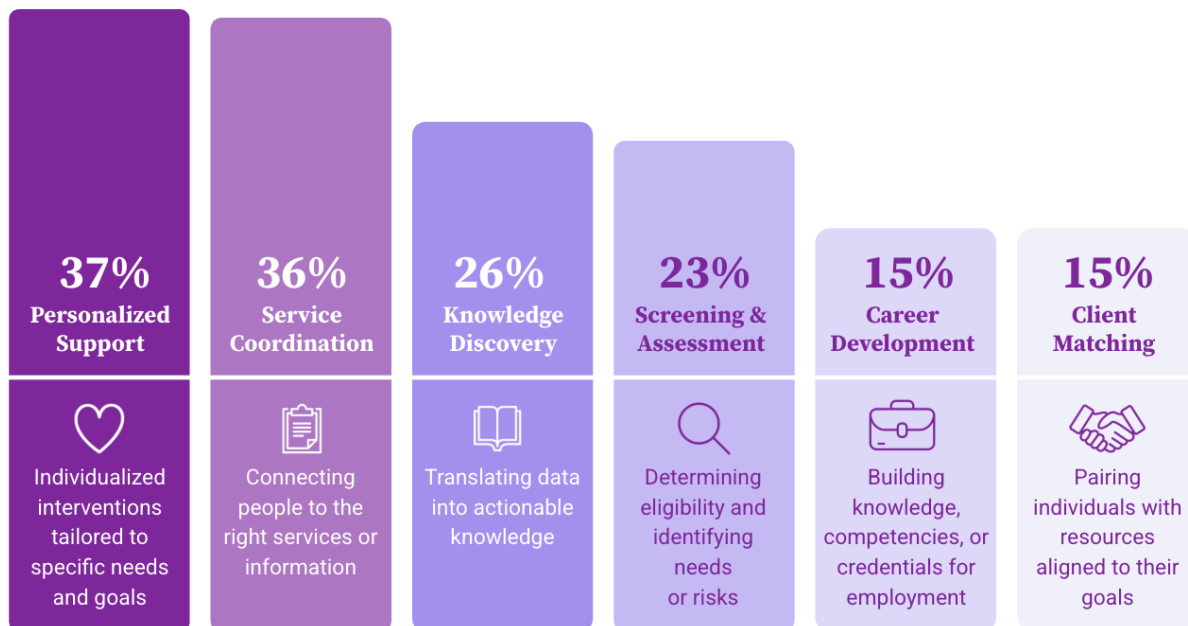 37%
Personalized
Support
Individualized
interventions
tailored to
specific needs
and goals
36%
Service
Coordination
Connecting
people to the
right services or
information
26%
Knowledge
Discovery
Translating data
into actionable
knowledge
23%
Screening &
Assessment
Determining
eligibility and
identifying
needs
or risks
15%
Career
Development
Building
knowledge,
competencies, or
credentials for
employment
15%
Client
Matching
Pairing
individuals with
resources
aligned to their
goals